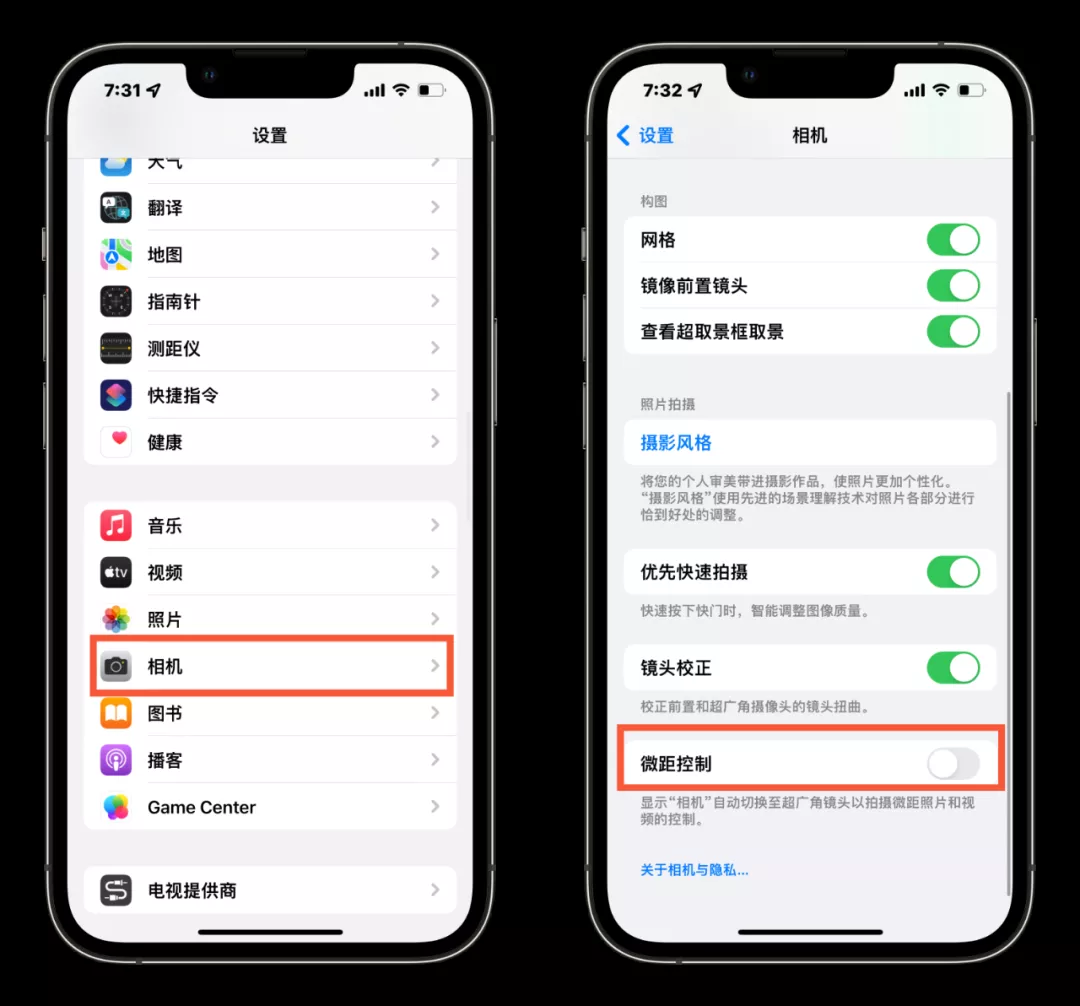 7:31
设置
天气
翻译
地图
指南针
测距仪
快捷指令
健康
音乐
tv
视频
照片
相机
图书
播客
Game Center
电视提供商
7:32
设置
相机
构图
网格
镜像前置镜头
查看超取景框取景
照片拍摄
摄影风格
将您的个人审美带进摄影作品，使照片更加个性化。
“摄影风格”使用先进的场景理解技术对照片各部分进行
恰到好处的调整。
优先快速拍摄
快速按下快门时，智能调整图像质量。
镜头校正
校正前置和超广角摄像头的镜头扭曲。
微距控制
显示“相机”自动切换至超广角镜头以拍摄微距照片和视
频的控制。
关于相机与隐私...